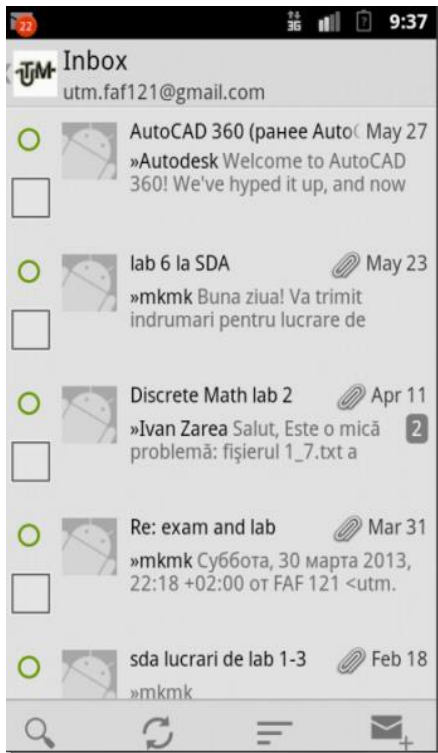 22 3G ? 9:37
UTM Inbox
utm.faf121@gmail.com
AutoCAD 360 (ранее Auto May 27
»Autodesk Welcome to AutoCAD
360! We've hyped it up, and now
lab 6 la SDA May 23
»mkmk Buna ziua! Va trimit
indrumari pentru lucrare de
Discrete Math lab 2 Apr 11
»Ivan Zarea Salut, Este o mică 2
problemă: fişierul 1_7.txt a
Re: exam and lab Mar 31
»mkmk Суббота, 30 марта 2013,
22:18 +02:00 от FAF 121 <utm.
sda lucrari de lab 1-3 Feb 18
»mkmk